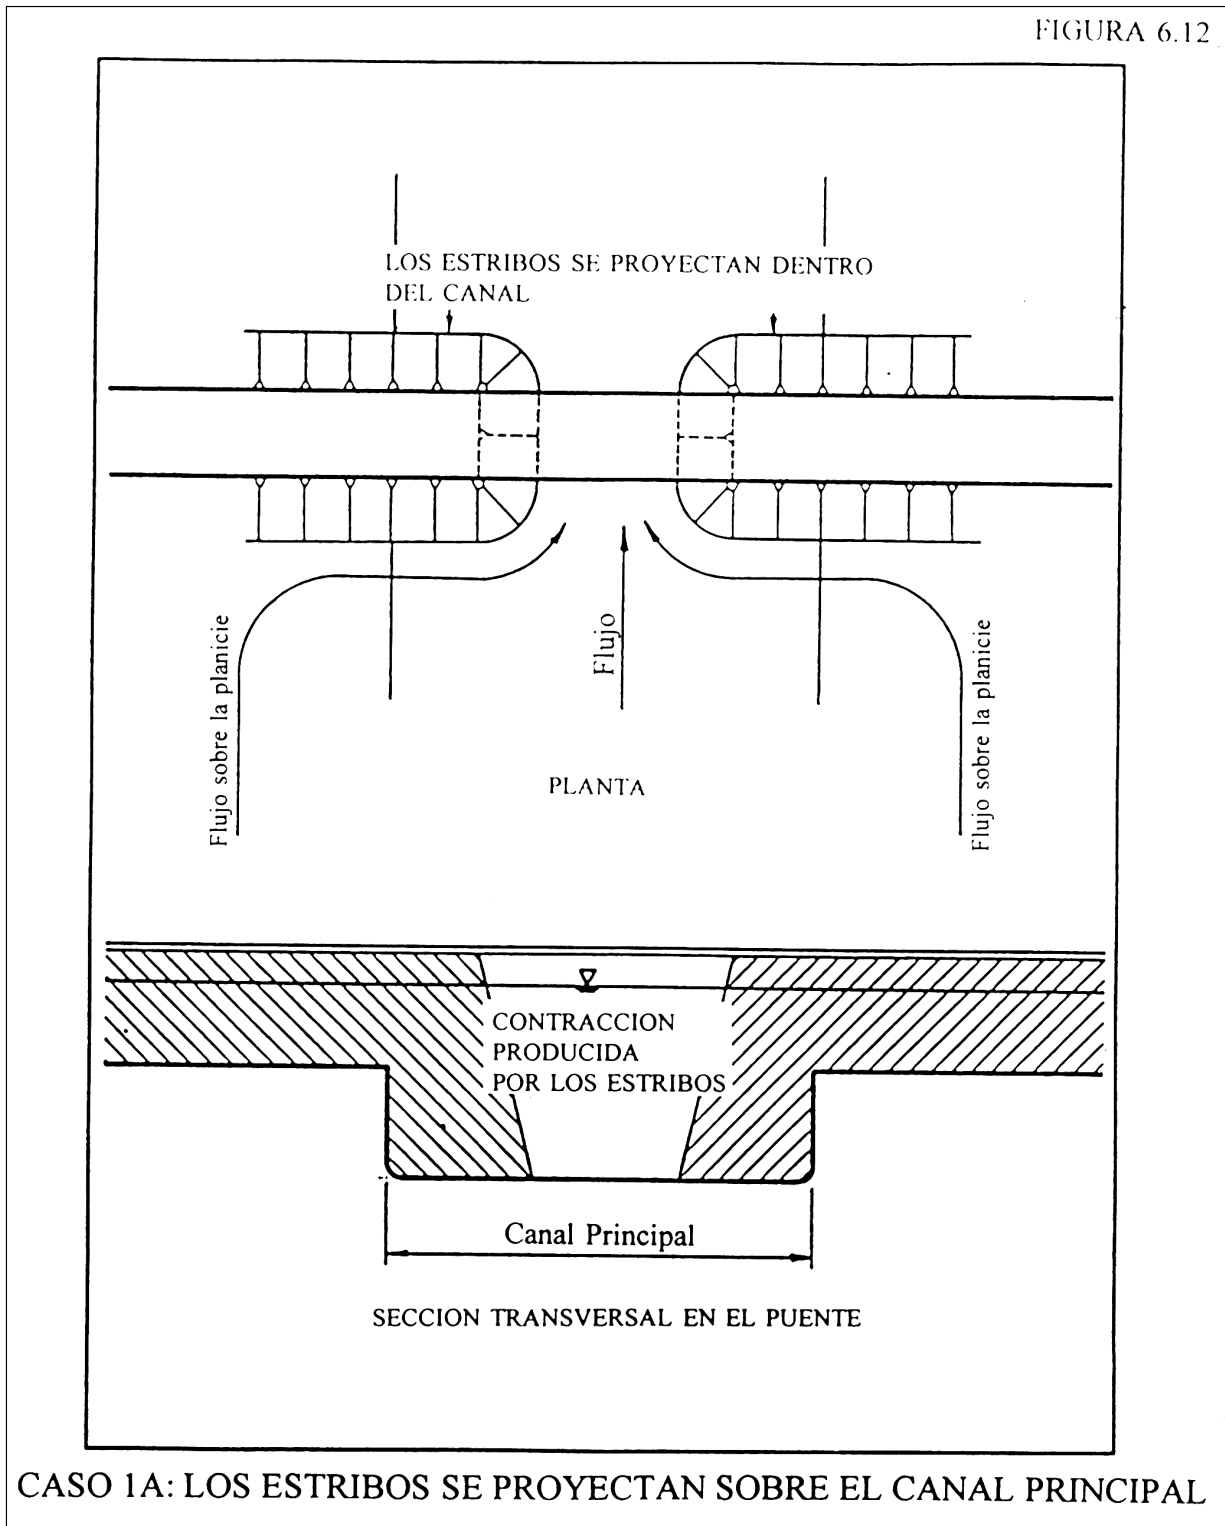 FIGURA 6.12
LOS ESTRIBOS SE PROYECTAN DENTRO
DEL CANAL
Flujo sobre la planicie
Flujo
Flujo sobre la planicie
PLANTA
CONTRACCION
PRODUCIDA
POR LOS ESTRIBOS
Canal Principal
SECCION TRANSVERSAL EN EL PUENTE
CASO 1A: LOS ESTRIBOS SE PROYECTAN SOBRE EL CANAL PRINCIPAL